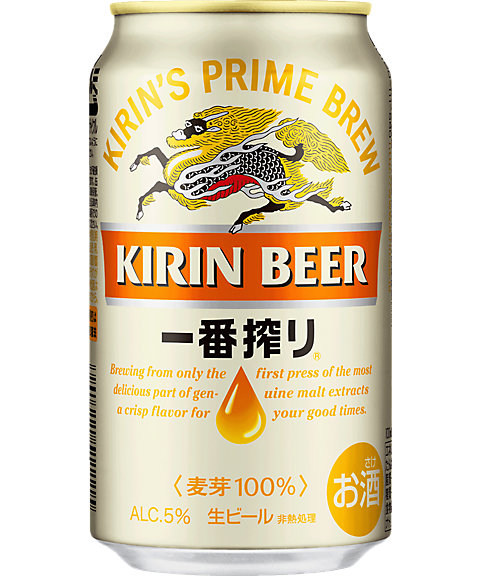 KIRIN'S PRIME BREW
KIRIN BEER
一番搾り®
Brewing from only the first press of the most
delicious part of gen- uine malt extracts
a crisp flavor for your good times.
〈麦芽100%〉
さけ
お酒
ALC.5% 生ビール 非熱処理